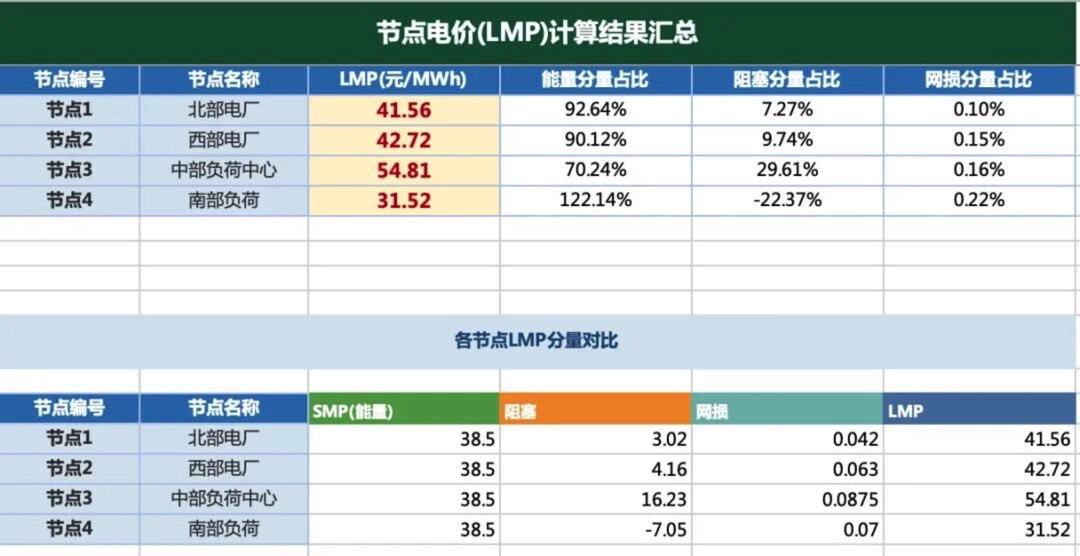 节点电价(LMP)计算结果汇总
节点编号 节点名称 LMP(元/MWh) 能量分量占比 阻塞分量占比 网损分量占比
节点1 北部电厂 41.56 92.64% 7.27% 0.10%
节点2 西部电厂 42.72 90.12% 9.74% 0.15%
节点3 中部负荷中心 54.81 70.24% 29.61% 0.16%
节点4 南部负荷 31.52 122.14% -22.37% 0.22%
各节点LMP分量对比
节点编号 节点名称 SMP(能量) 阻塞 网损 LMP
节点1 北部电厂 38.5 3.02 0.042 41.56
节点2 西部电厂 38.5 4.16 0.063 42.72
节点3 中部负荷中心 38.5 16.23 0.0875 54.81
节点4 南部负荷 38.5 -7.05 0.07 31.52